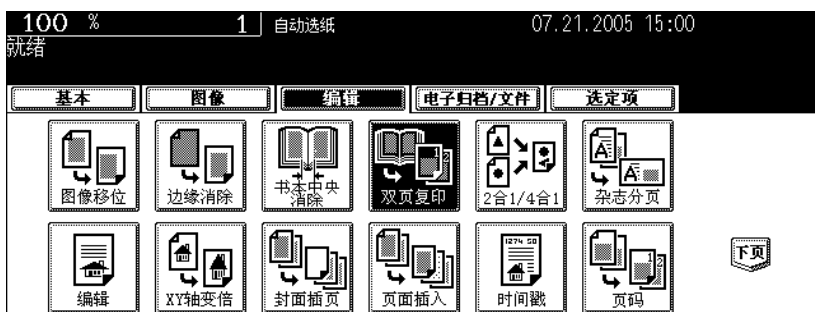 100 % 1 自动选纸 07.21.2005 15:00
就绪
基本 图像 编辑 电子归档/文件 选定项
图像移位 边缘消除 书本中央消除 双页复印 2合1/4合1 杂志分页
编辑 XY轴变倍 封面插页 页面插入 时间戳 页码 下页